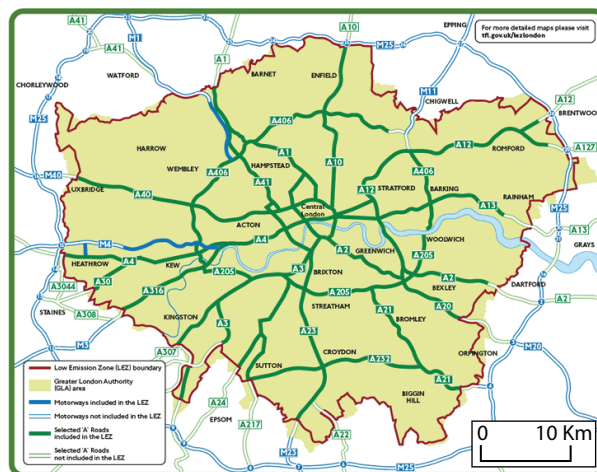 A41
A10
EPPING
For more detailed maps please visit
tfl.gov.uk/lezlondon
M1
A41
A1
M25
BARNET
ENFIELD
WATFORD
CHORLEYWOOD
M11
CHIGWELL
A12
BRENTWOO
M25
A406
A12
ROMFORD
A127
HARROW
A1
A10
WEMBLEY
HAMPSTEAD
A406
A406
M40
A41
A12
STRATFORD
BARKING
UXBRIDGE
A40
RAINHAM
A13
M25
Central
London
ACTON
A13
M4
A4
WOOLWICH
GRAYS
A2
GREENWICH
HEATHROW
A4
KEW
A205
A3
BRIXTON
A205
A30
A2
A3044
A316
A205
BEXLEY
DARTFORD
A2
STAINES
A308
STREATHAM
A21
A20
KINGSTON
A3
BROMLEY
A23
M3
M20
A307
CROYDON
A232
ORPINGTON
SUTTON
A21
A24
BIGGIN
HILL
EPSOM
A217
A22
M23
M25
Low Emission Zone (LEZ) boundary
Greater London Authority
(GLA) area
Motorways included in the LEZ
Motorways not included in the LEZ
Selected 'A' Roads
included in the LEZ
Selected 'A' Roads
not included in the LEZ
0 10 Km